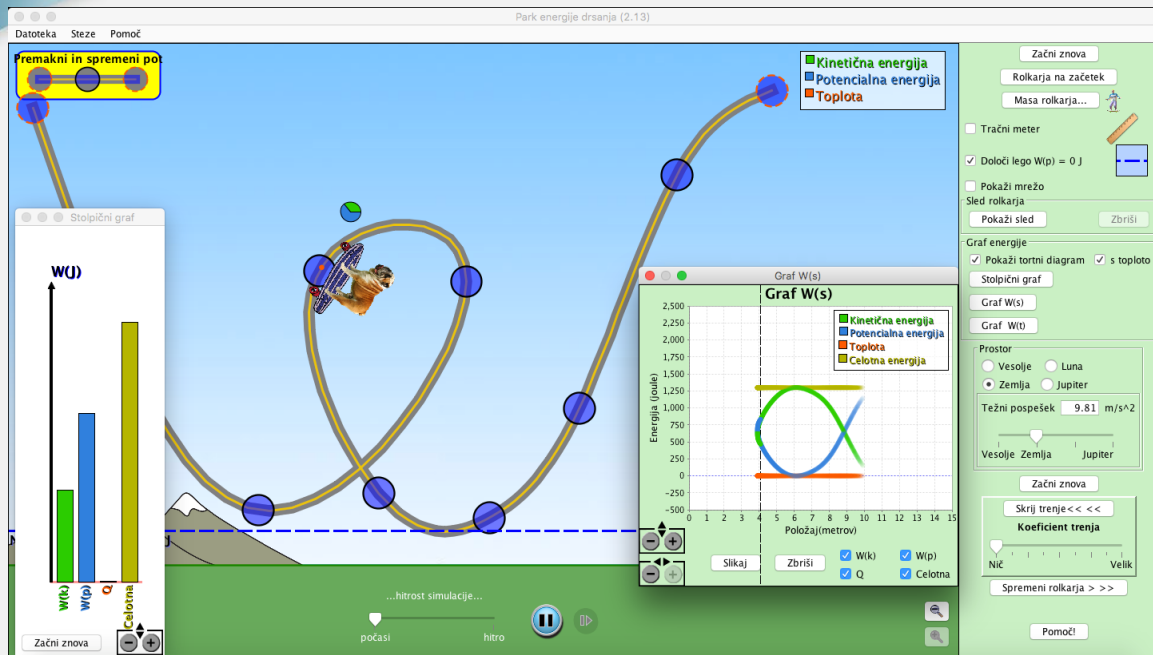 Park energije drsanja (2.13)
Datoteka Steze Pomoč
Premakni in spremeni pot
Kinetična energija
Potencialna energija
Toplota
Stolpični graf
W(J)
W(k)
W(p)
Q
Celotna
Začni znova
...hitrost simulacije...
počasi hitro
Graf W(s)
Graf W(s)
Energija (joule)
2,500
2,250
2,000
1,750
1,500
1,250
1,000
750
500
250
0
-250
-500
Kinetična energija
Potencialna energija
Toplota
Celotna energija
0 1 2 3 4 5 6 7 8 9 10 11 12 13 14 15
Položaj(metrov)
Slikaj Zbriši W(k) W(p)
Q Celotna
Začni znova
Rolkarja na začetek
Masa rolkarja...
Tračni meter
Določi lego W(p) = 0 J
Pokaži mrežo
Sled rolkarja
Pokaži sled Zbriši
Graf energije
Pokaži tortni diagram s toploto
Stolpični graf
Graf W(s)
Graf W(t)
Prostor
Vesolje Luna
Zemlja Jupiter
Težni pospešek 9.81 m/s^2
Vesolje Zemlja Jupiter
Začni znova
Skrij trenje<< <<
Koeficient trenja
Nič Velik
Spremeni rolkarja > >>
Pomoč!